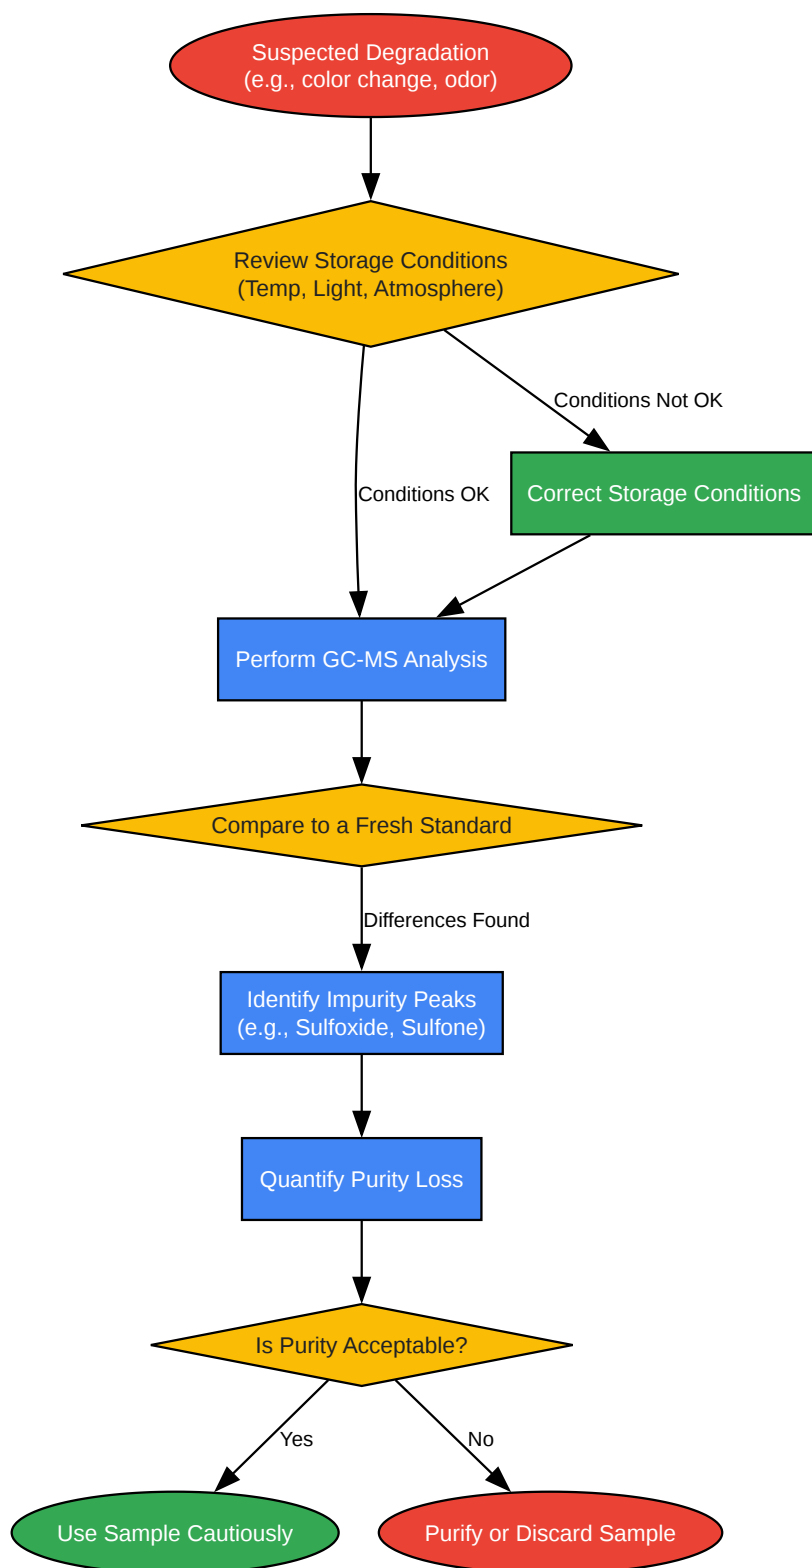 Suspected Degradation
(e.g., color change, odor)
Review Storage Conditions
(Temp, Light, Atmosphere)
Conditions Not OK
Conditions OK
Correct Storage Conditions
Perform GC-MS Analysis
Compare to a Fresh Standard
Differences Found
Identify Impurity Peaks
(e.g., Sulfoxide, Sulfone)
Quantify Purity Loss
Is Purity Acceptable?
Yes
No
Use Sample Cautiously
Purify or Discard Sample